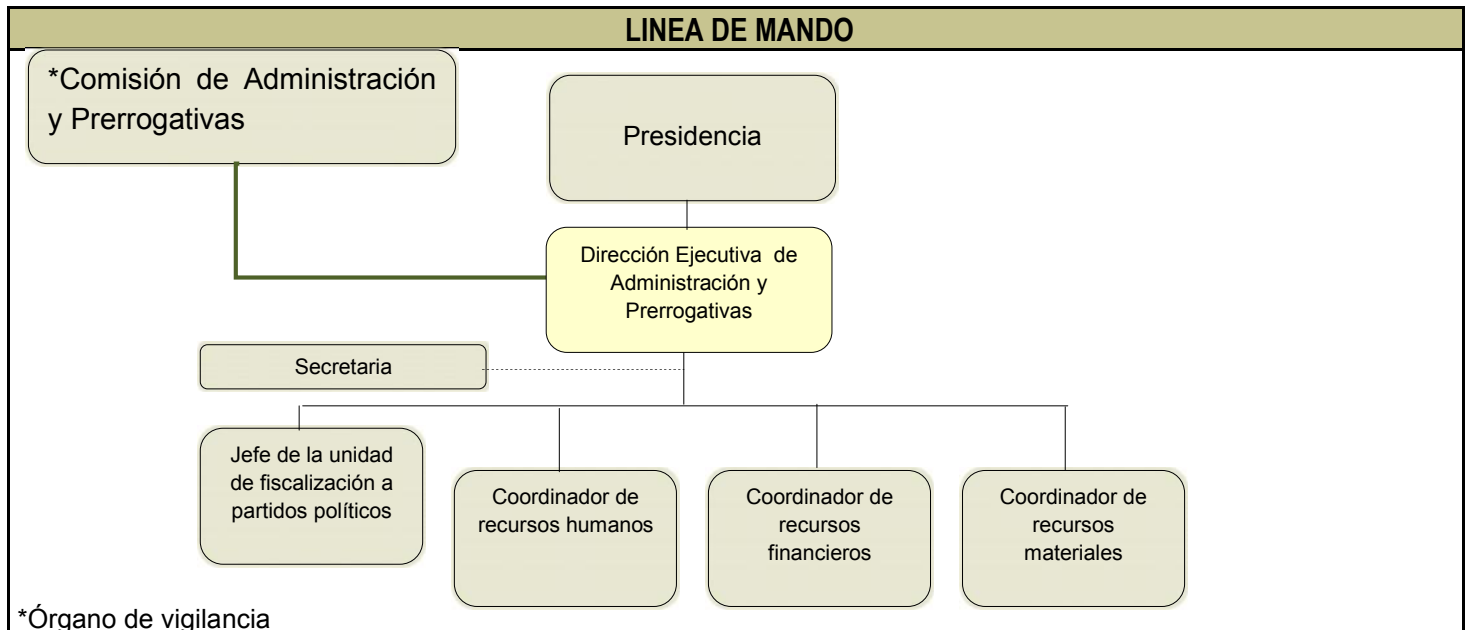 LINEA DE MANDO
*Comisión de Administración
y Prerrogativas
Presidencia
Dirección Ejecutiva de
Administración y
Prerrogativas
Secretaria
Jefe de la unidad
de fiscalización a
partidos políticos
Coordinador de
recursos humanos
Coordinador de
recursos
financieros
Coordinador de
recursos
materiales
*Órgano de vigilancia